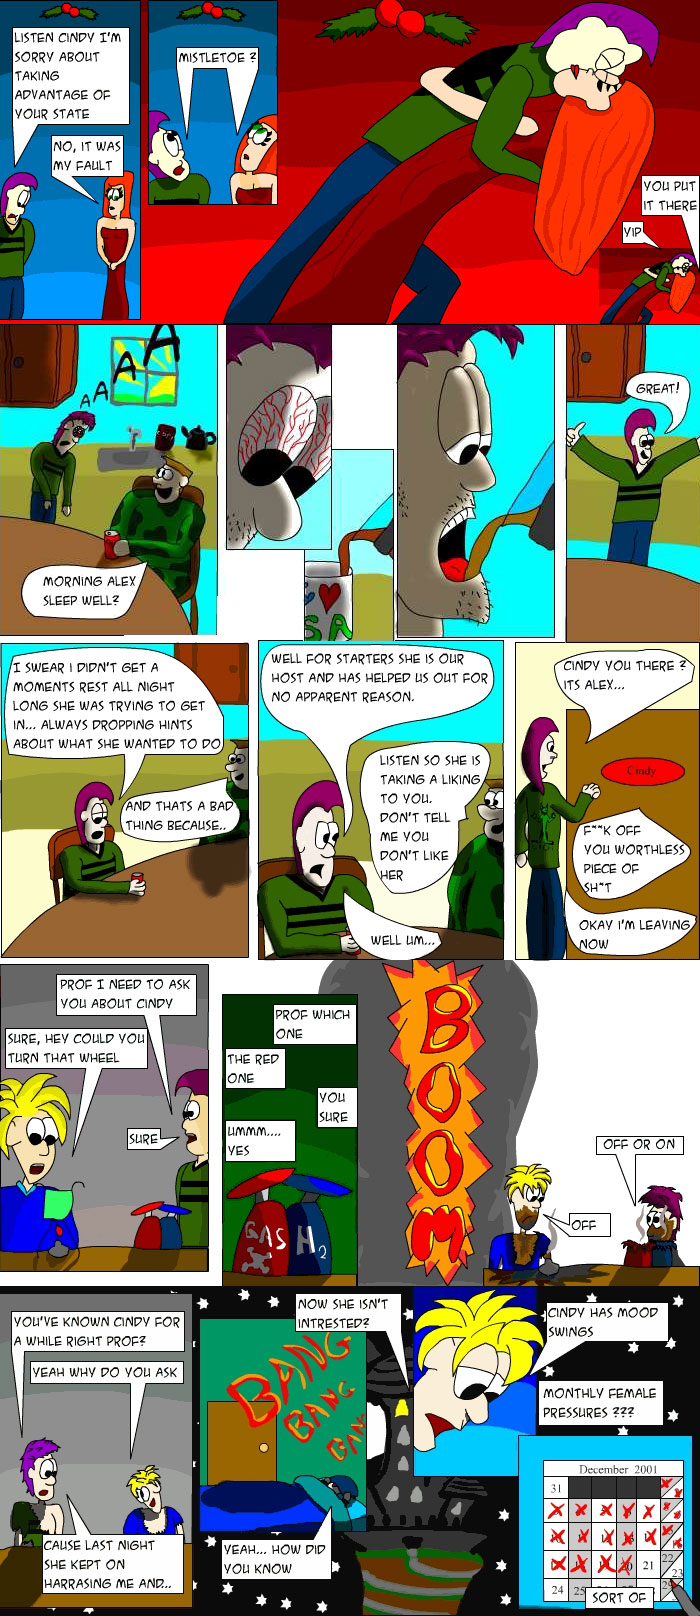 LISTEN CINDY I'M
SORRY ABOUT
TAKING
ADVANTAGE OF
YOUR STATE
NO, IT WAS
MY FAULT
MISTLETOE ?
YOU PUT
IT THERE
YIP
AAAAA
MORNING ALEX
SLEEP WELL?
SA
GREAT!
I SWEAR I DIDN'T GET A
MOMENTS REST ALL NIGHT
LONG SHE WAS TRYING TO GET
IN... ALWAYS DROPPING HINTS
ABOUT WHAT SHE WANTED TO DO
AND THATS A BAD
THING BECAUSE..
WELL FOR STARTERS SHE IS OUR
HOST AND HAS HELPED US OUT FOR
NO APPARENT REASON.
LISTEN SO SHE IS
TAKING A LIKING
TO YOU.
DON'T TELL
ME YOU
DON'T LIKE
HER
WELL UM...
CINDY YOU THERE ?
ITS ALEX...
Cindy
F**K OFF
YOU WORTHLESS
PIECE OF
SH*T
OKAY I'M LEAVING
NOW
PROF I NEED TO ASK
YOU ABOUT CINDY
SURE, HEY COULD YOU
TURN THAT WHEEL
SURE
PROF WHICH
ONE
THE RED
ONE
YOU
SURE
UMMM....
YES
GAS
H2
BOOM
OFF OR ON
OFF
YOU'VE KNOWN CINDY FOR
A WHILE RIGHT PROF?
YEAH WHY DO YOU ASK
CAUSE LAST NIGHT
SHE KEPT ON
HARRASING ME AND..
BANG
BANG
BANG
YEAH... HOW DID
YOU KNOW
NOW SHE ISN'T
INTRESTED?
CINDY HAS MOOD
SWINGS
MONTHLY FEMALE
PRESSURES ???
December 2001
31
21
22
23
24
SORT OF